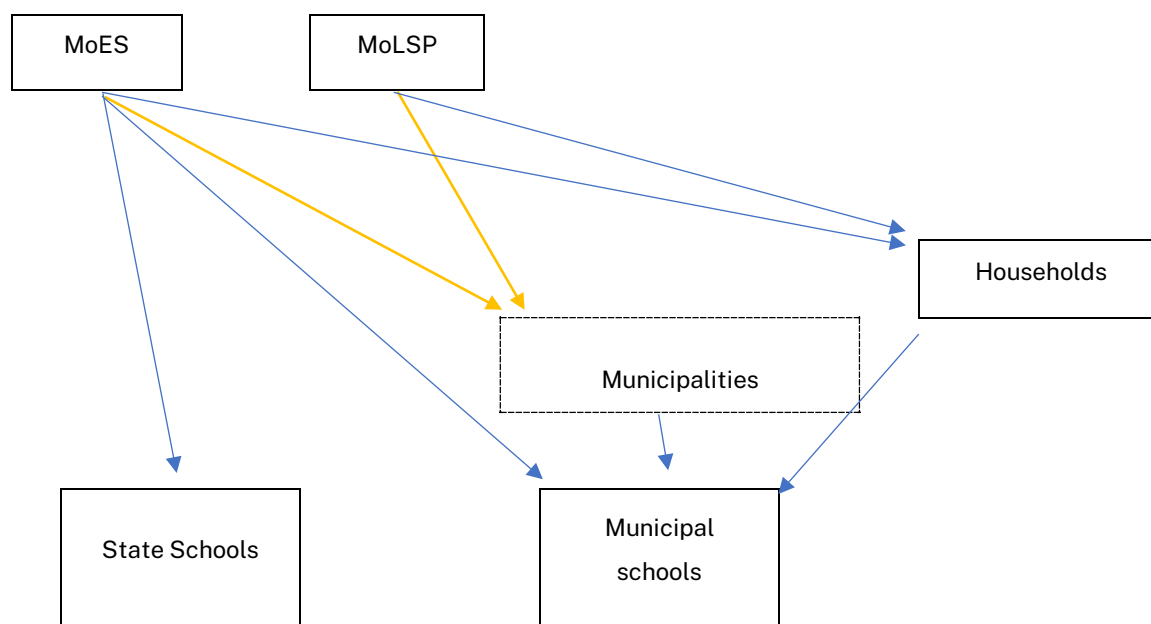 MoES
MoLSP
Households
Municipalities
State Schools
Municipal
schools